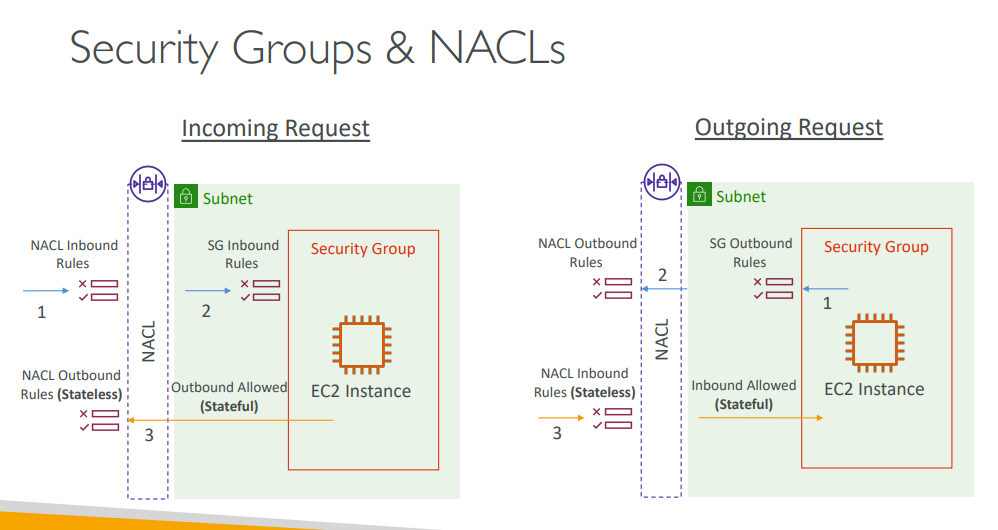 Security Groups & NACLs
Incoming Request
Subnet
NACL Inbound
Rules
1
SG Inbound
Rules
2
Security Group
NACL
EC2 Instance
NACL Outbound
Rules (Stateless)
Outbound Allowed
(Stateful)
3
Outgoing Request
Subnet
NACL Outbound
Rules
2
SG Outbound
Rules
1
Security Group
NACL
EC2 Instance
NACL Inbound
Rules (Stateless)
3
Inbound Allowed
(Stateful)